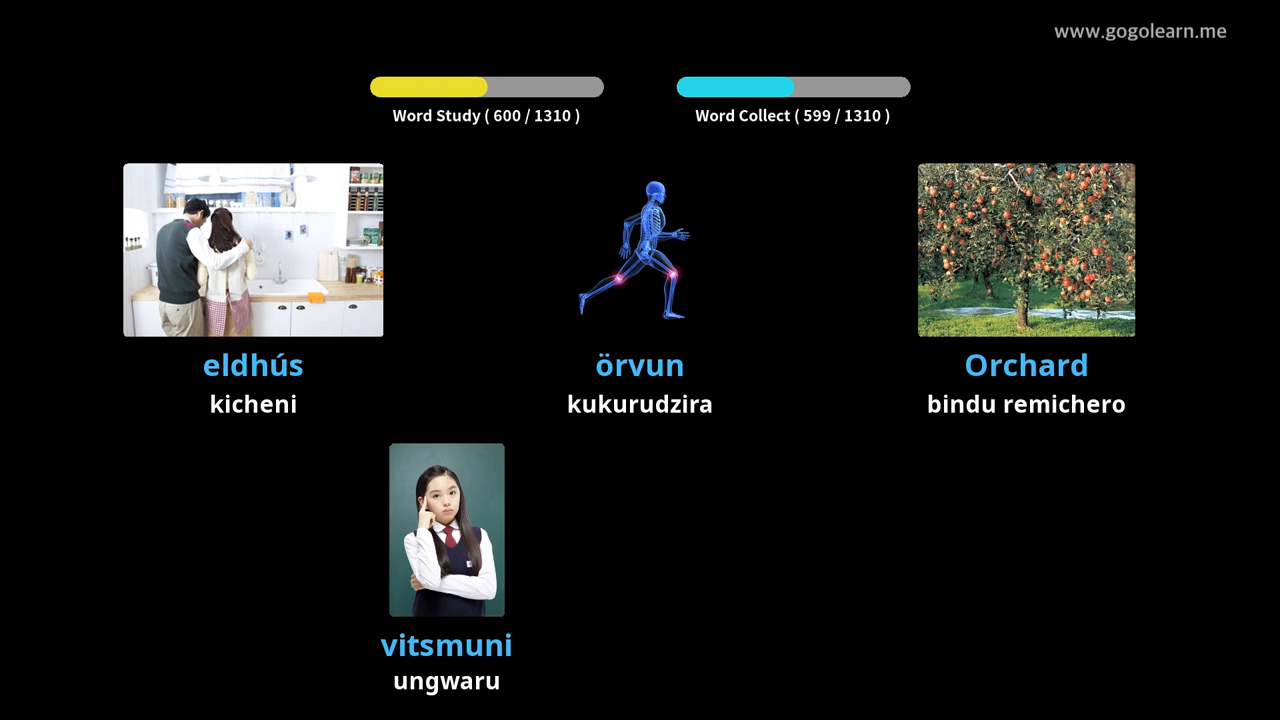 www.gogolearn.me
Word Study ( 600 / 1310 )
Word Collect ( 599 / 1310 )
eldhús
kicheni
örvun
kukurudzira
Orchard
bindu remichero
vitsmuni
ungwaru